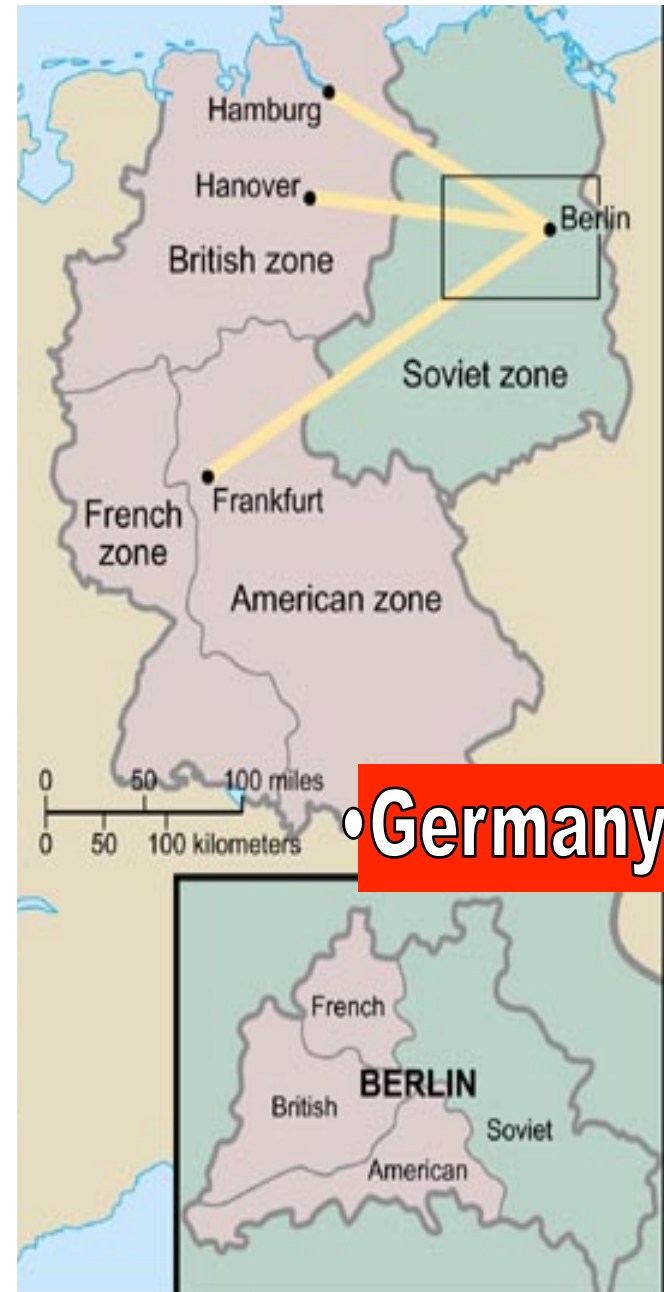 Hamburg
Hanover
Berlin
British zone
Soviet zone
Frankfurt
French
zone
American zone
0 50 100 miles
0 50 100 kilometers
•Germany
French
BERLIN
British
Soviet
American